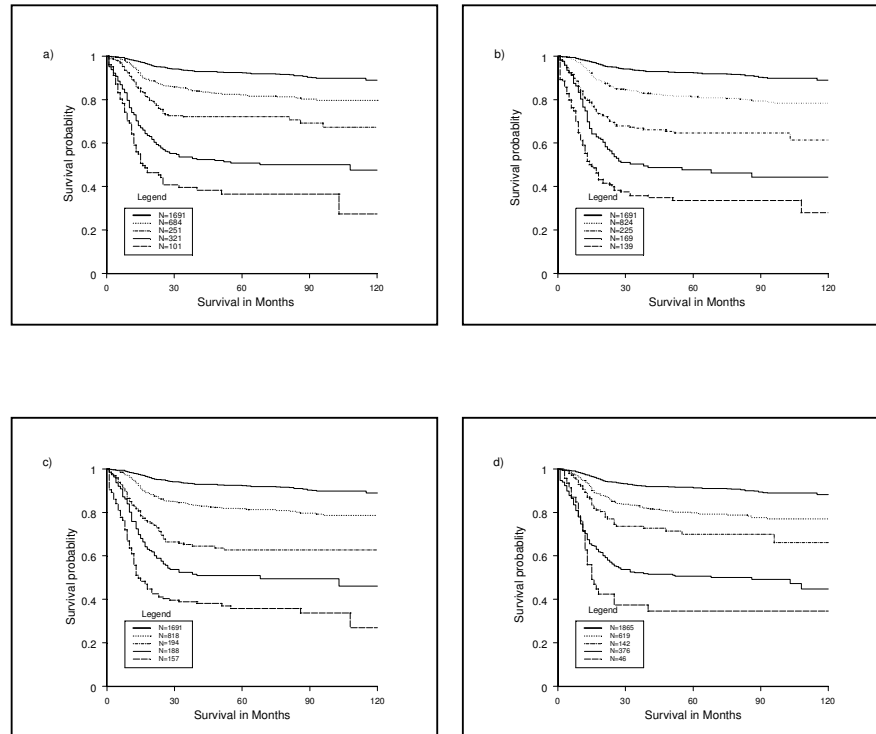 a)
Survival probablity
1
0.8
0.6
0.4
0.2
0
Legend
N=1691
N=684
N=251
N=321
N=101
0 30 60 90 120
Survival in Months
b)
Survival probablity
1
0.8
0.6
0.4
0.2
0
Legend
N=1691
N=824
N=225
N=169
N=139
0 30 60 90 120
Survival in Months
c)
Survival probablity
1
0.8
0.6
0.4
0.2
0
Legend
N=1691
N=818
N=194
N=188
N=157
0 30 60 90 120
Survival in Months
d)
Survival probablity
1
0.8
0.6
0.4
0.2
0
Legend
N=1865
N=619
N=142
N=376
N=46
0 30 60 90 120
Survival in Months